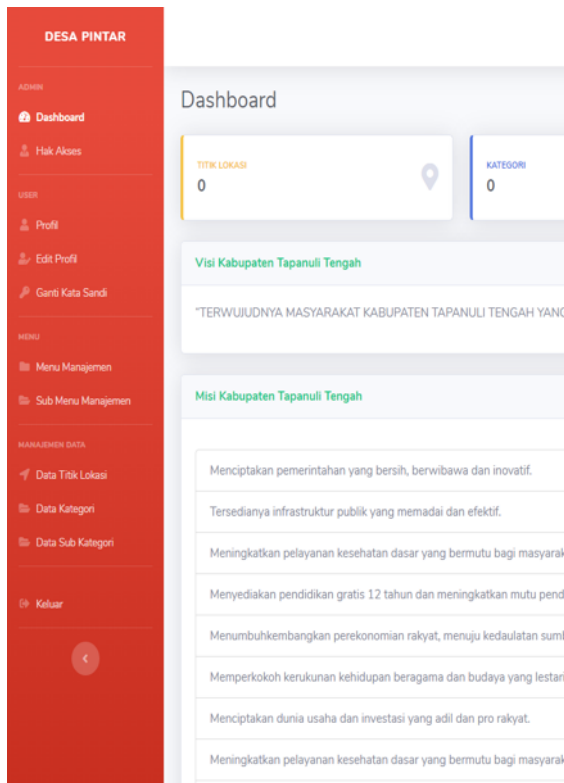 DESA PINTAR
ADMIN
Dashboard
Hak Akses
USER
Profil
Edit Profil
Ganti Kata Sandi
MENU
Menu Manajemen
Sub Menu Manajemen
MANAJEMEN DATA
Data Titik Lokasi
Data Kategori
Data Sub Kategori
Keluar
Dashboard
TITIK LOKASI
0
KATEGORI
0
Visi Kabupaten Tapanuli Tengah
"TERWUJUDNYA MASYARAKAT KABUPATEN TAPANULI TENGAH YANG
Misi Kabupaten Tapanuli Tengah
Menciptakan pemerintahan yang bersih, berwibawa dan inovatif.
Tersedianya infrastruktur publik yang memadai dan efektif.
Meningkatkan pelayanan kesehatan dasar yang bermutu bagi masyarak
Menyediakan pendidikan gratis 12 tahun dan meningkatkan mutu pend
Menumbuhkembangkan perekonomian rakyat, menuju kedaulatan sum
Memperkokoh kerukunan kehidupan beragama dan budaya yang lestari
Menciptakan dunia usaha dan investasi yang adil dan pro rakyat.
Meningkatkan pelayanan kesehatan dasar yang bermutu bagi masyarak